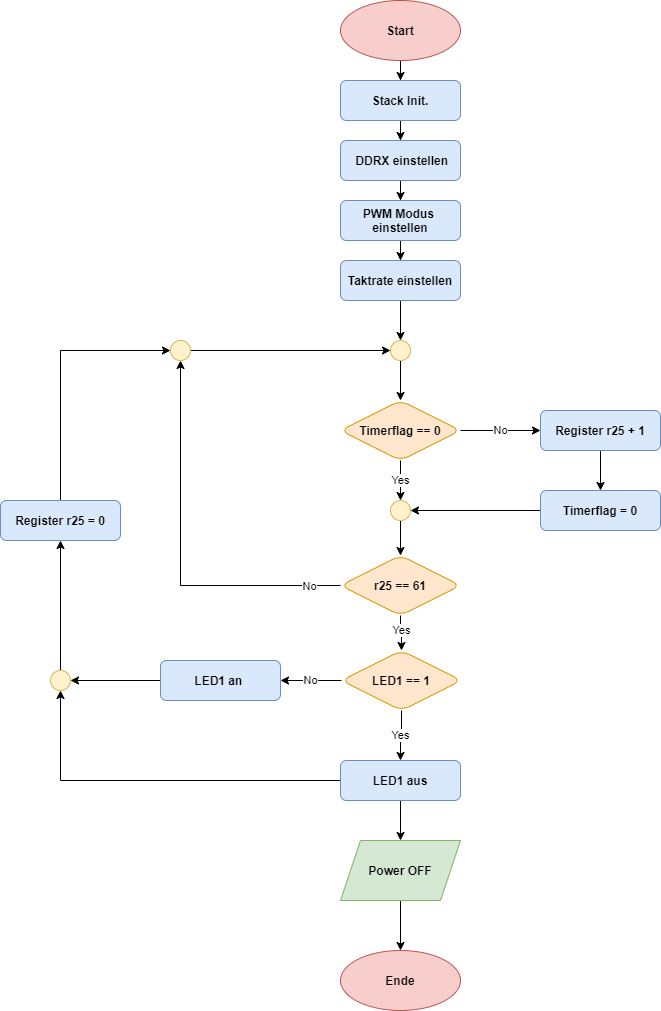 Start
Stack Init.
DDRX einstellen
PWM Modus
einstellen
Taktrate einstellen
Timerflag == 0
No
Register r25 + 1
Yes
Timerflag = 0
Register r25 = 0
r25 == 61
No
Yes
LED1 == 1
No
LED1 an
Yes
LED1 aus
Power OFF
Ende